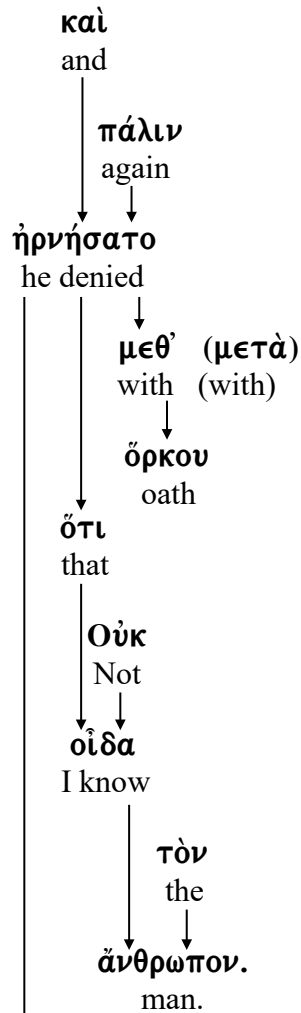 καὶ
and
πάλιν
again
ἠρνήσατο
he denied
μεθ’ (μετὰ)
with (with)
ὅρκου
oath
ὅτι
that
Οὐκ
Not
οἶδα
I know
τὸν
the
ἄνθρωπον.
man.